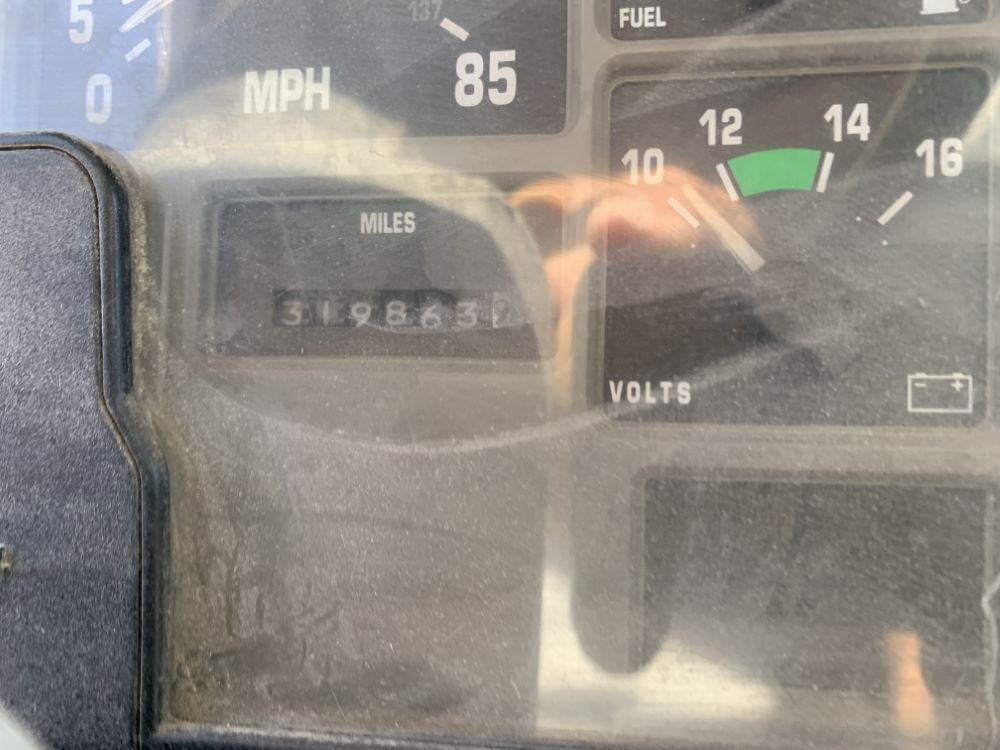 5
0
MPH
137
85
FUEL
MILES
319863
10
12
14
16
VOLTS
- +